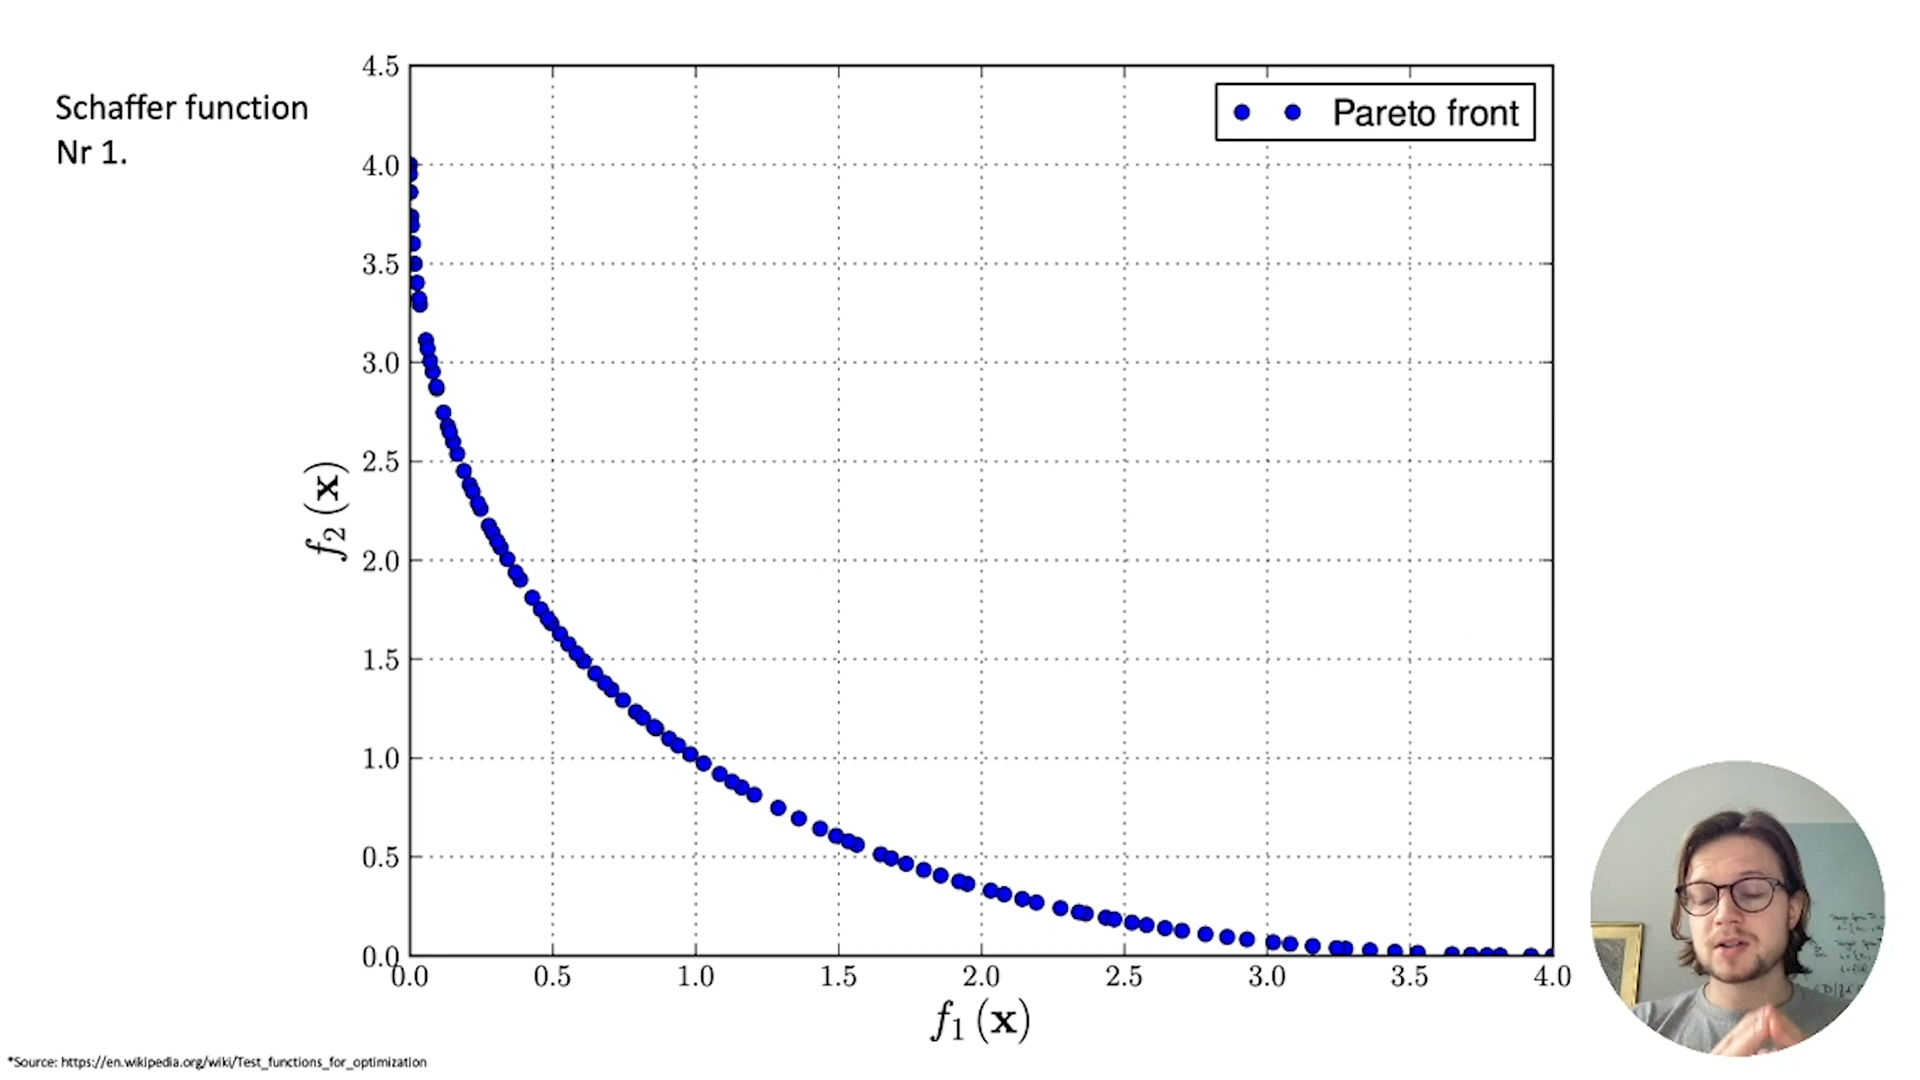 Schaffer function
Nr 1.
Pareto front
4.5
4.0
3.5
3.0
2.5
2.0
1.5
1.0
0.5
0.0
f₂(x)
0.0 0.5 1.0 1.5 2.0 2.5 3.0 3.5 4.0
f₁(x)
*Source: https://en.wikipedia.org/wiki/Test_functions_for_optimization